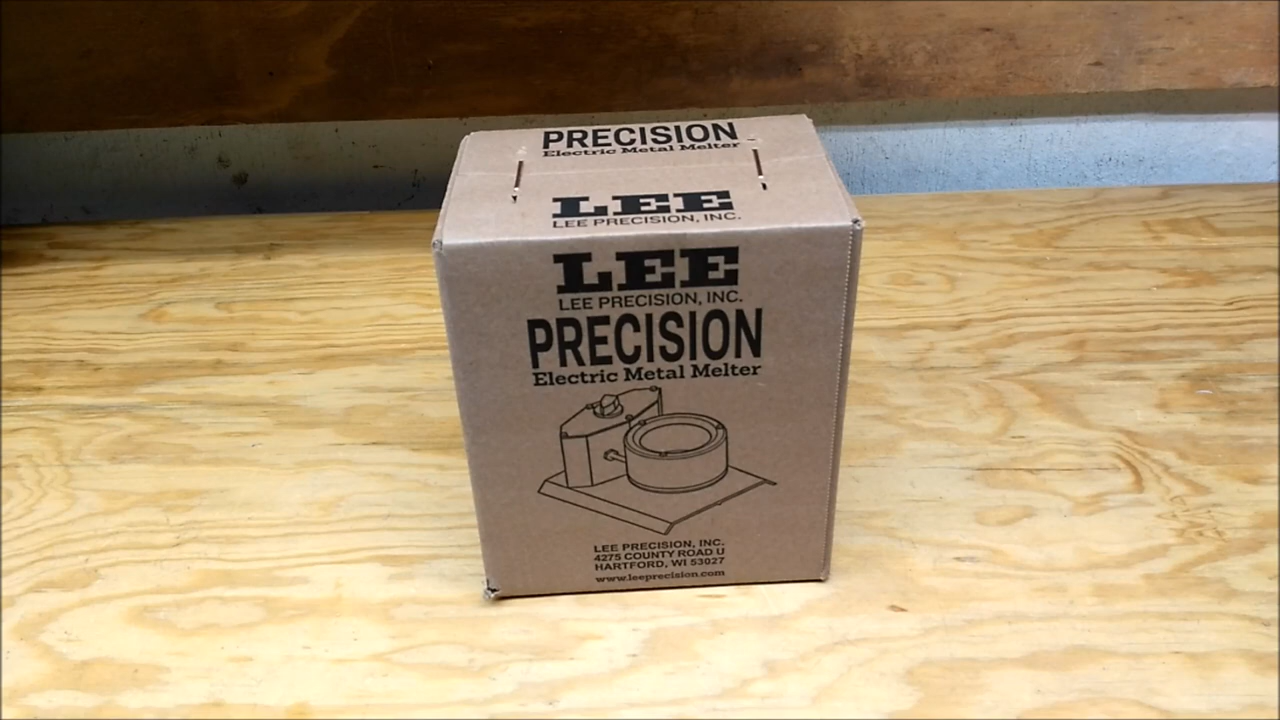 PRECISION
Electric Metal Melter
LEE
LEE PRECISION, INC.
LEE
LEE PRECISION, INC.
PRECISION
Electric Metal Melter
LEE PRECISION, INC.
4275 COUNTY ROAD U
HARTFORD, WI 53027
www.leeprecision.com